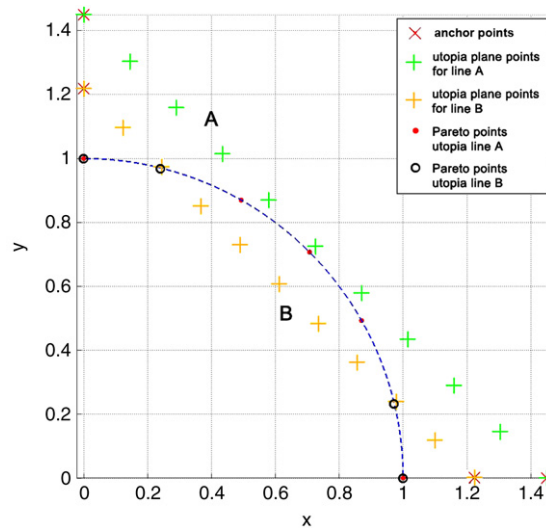 1.4
1.2
1
0.8
0.6
0.4
0.2
0
y
0
0.2
0.4
0.6
0.8
1
1.2
1.4
x
A
B
anchor points
utopia plane points
for line A
utopia plane points
for line B
Pareto points
utopia line A
Pareto points
utopia line B